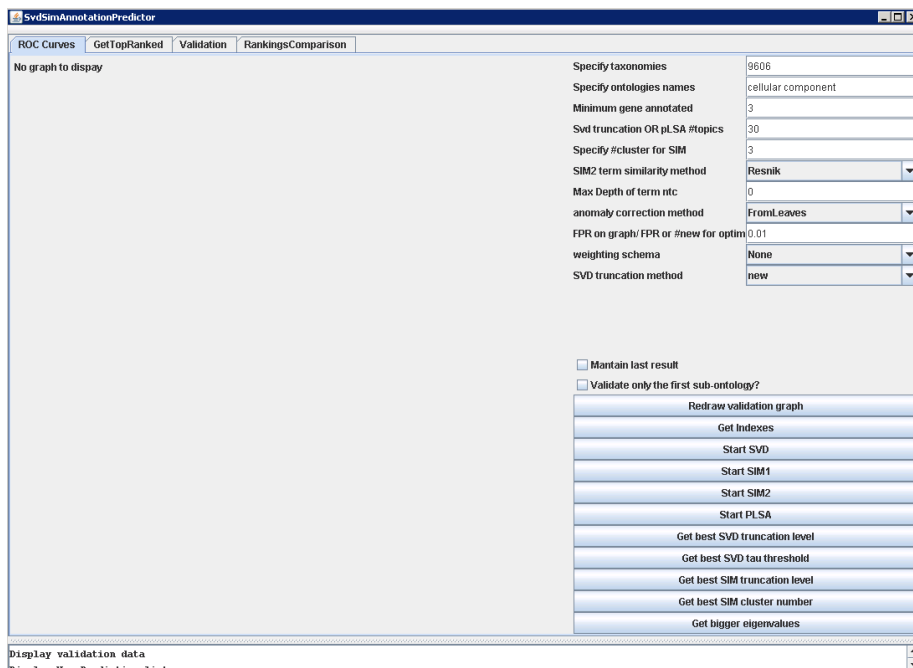 SvdSimAnnotationPredictor
ROC Curves GetTopRanked Validation RankingsComparison
No graph to dispay
Specify taxonomies 9606
Specify ontologies names cellular component
Minimum gene annotated 3
Svd truncation OR pLSA #topics 30
Specify #cluster for SIM 3
SIM2 term similarity method Resnik
Max Depth of term ntc 0
anomaly correction method FromLeaves
FPR on graph/ FPR or #new for optim 0.01
weighting schema None
SVD truncation method new
Mantain last result
Validate only the first sub-ontology?
Redraw validation graph
Get Indexes
Start SVD
Start SIM1
Start SIM2
Start PLSA
Get best SVD truncation level
Get best SVD tau threshold
Get best SIM truncation level
Get best SIM cluster number
Get bigger eigenvalues
Display validation data